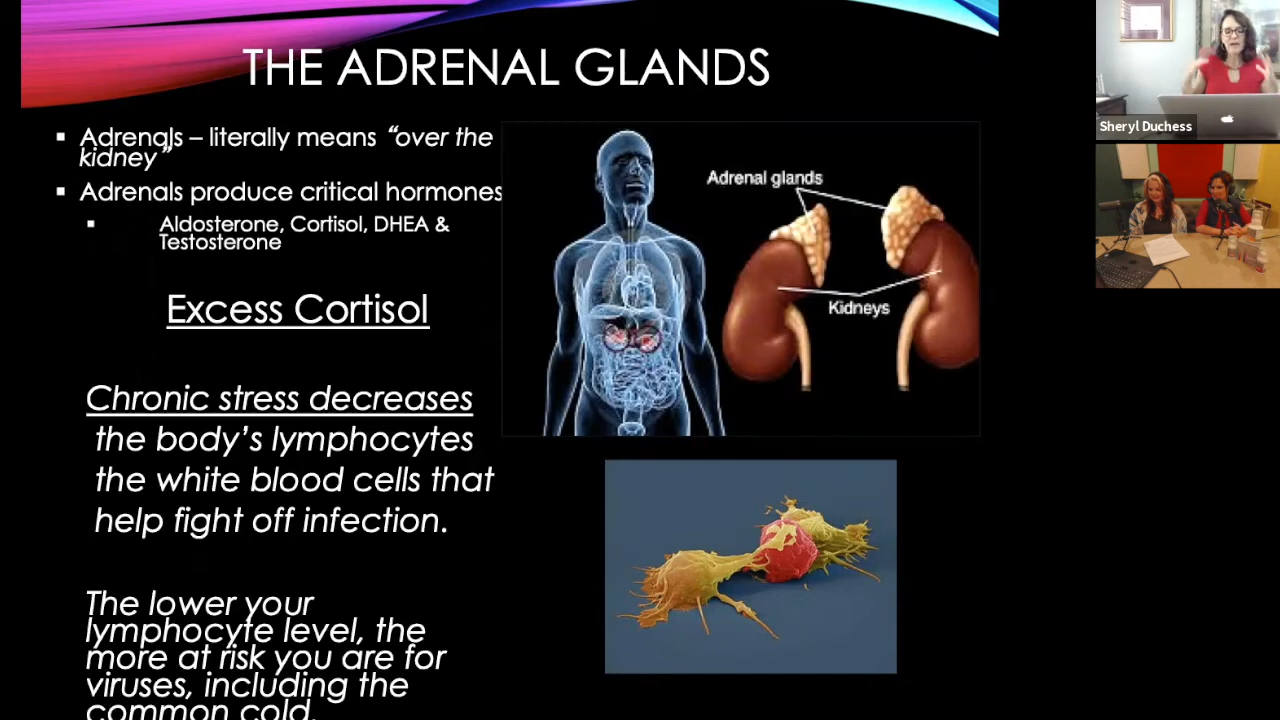 THE ADRENAL GLANDS
▪ Adrenals – literally means “over the
kidney”
▪ Adrenals produce critical hormones
▪ Aldosterone, Cortisol, DHEA &
Testosterone
Excess Cortisol
Chronic stress decreases
the body’s lymphocytes
the white blood cells that
help fight off infection.
The lower your
lymphocyte level, the
more at risk you are for
viruses, including the
common cold.
Adrenal glands
Kidneys
Sheryl Duchess